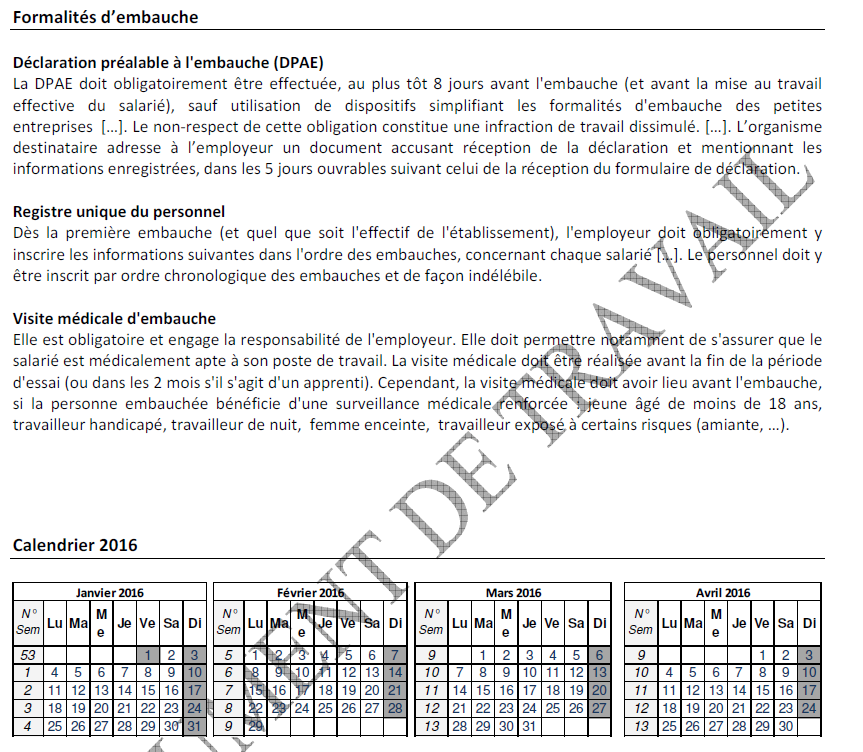 Formalités d’embauche
Déclaration préalable à l'embauche (DPAE)
La DPAE doit obligatoirement être effectuée, au plus tôt 8 jours avant l'embauche (et avant la mise au travail
effective du salarié), sauf utilisation de dispositifs simplifiant les formalités d'embauche des petites
entreprises [...]. Le non-respect de cette obligation constitue une infraction de travail dissimulé. [...]. L’organisme
destinataire adresse à l’employeur un document accusant réception de la déclaration et mentionnant les
informations enregistrées, dans les 5 jours ouvrables suivant celui de la réception du formulaire de déclaration.
Registre unique du personnel
Dès la première embauche (et quel que soit l'effectif de l'établissement), l'employeur doit obligatoirement y
inscrire les informations suivantes dans l'ordre des embauches, concernant chaque salarié [...]. Le personnel doit y
être inscrit par ordre chronologique des embauches et de façon indélébile.
Visite médicale d'embauche
Elle est obligatoire et engage la responsabilité de l'employeur. Elle doit permettre notamment de s'assurer que le
salarié est médicalement apte à son poste de travail. La visite médicale doit être réalisée avant la fin de la période
d'essai (ou dans les 2 mois s'il s'agit d'un apprenti). Cependant, la visite médicale doit avoir lieu avant l'embauche,
si la personne embauchée bénéficie d'une surveillance médicale renforcée : jeune âgé de moins de 18 ans,
travailleur handicapé, travailleur de nuit, femme enceinte, travailleur exposé à certains risques (amiante, ...).
UMENT DE TRAVAIL
Calendrier 2016
Janvier 2016 Février 2016 Mars 2016 Avril 2016
N° Sem Lu Ma Me Je Ve Sa Di N° Sem Lu Ma Me Je Ve Sa Di N° Sem Lu Ma Me Je Ve Sa Di N° Sem Lu Ma Me Je Ve Sa Di
53 1 2 3 5 1 2 3 4 5 6 7 9 1 2 3 4 5 6 9 1 2 3
1 4 5 6 7 8 9 10 6 8 9 10 11 12 13 14 10 7 8 9 10 11 12 13 10 4 5 6 7 8 9 10
2 11 12 13 14 15 16 17 7 15 16 17 18 19 20 21 11 14 15 16 17 18 19 20 11 11 12 13 14 15 16 17
3 18 19 20 21 22 23 24 8 22 23 24 25 26 27 28 12 21 22 23 24 25 26 27 12 18 19 20 21 22 23 24
4 25 26 27 28 29 30 31 9 29 13 28 29 30 31 13 25 26 27 28 29 30